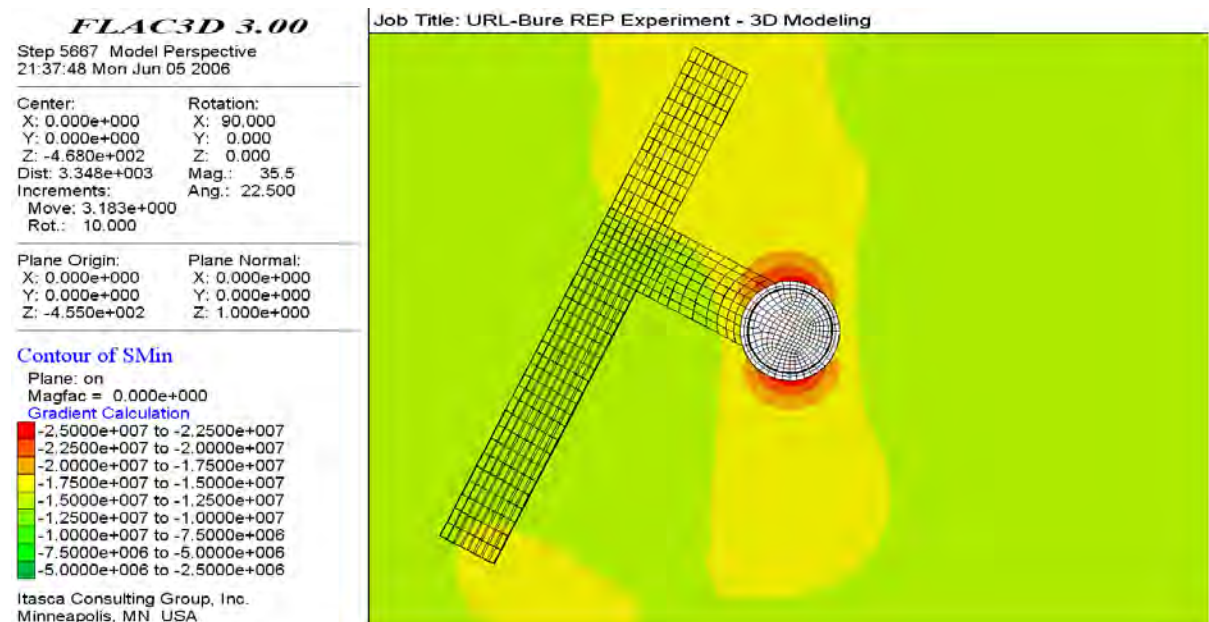 FLAC3D 3.00
Job Title: URL-Bure REP Experiment - 3D Modeling
Step 5667 Model Perspective
21:37:48 Mon Jun 05 2006
Center: Rotation:
X: 0.000e+000 X: 90.000
Y: 0.000e+000 Y: 0.000
Z: -4.680e+002 Z: 0.000
Dist: 3.348e+003 Mag.: 35.5
Increments: Ang.: 22.500
Move: 3.183e+000
Rot.: 10.000
Plane Origin: Plane Normal:
X: 0.000e+000 X: 0.000e+000
Y: 0.000e+000 Y: 0.000e+000
Z: -4.550e+002 Z: 1.000e+000
Contour of SMin
Plane: on
Magfac = 0.000e+000
Gradient Calculation
-2.5000e+007 to -2.2500e+007
-2.2500e+007 to -2.0000e+007
-2.0000e+007 to -1.7500e+007
-1.7500e+007 to -1.5000e+007
-1.5000e+007 to -1.2500e+007
-1.2500e+007 to -1.0000e+007
-1.0000e+007 to -7.5000e+006
-7.5000e+006 to -5.0000e+006
-5.0000e+006 to -2.5000e+006
Itasca Consulting Group, Inc.
Minneapolis, MN USA